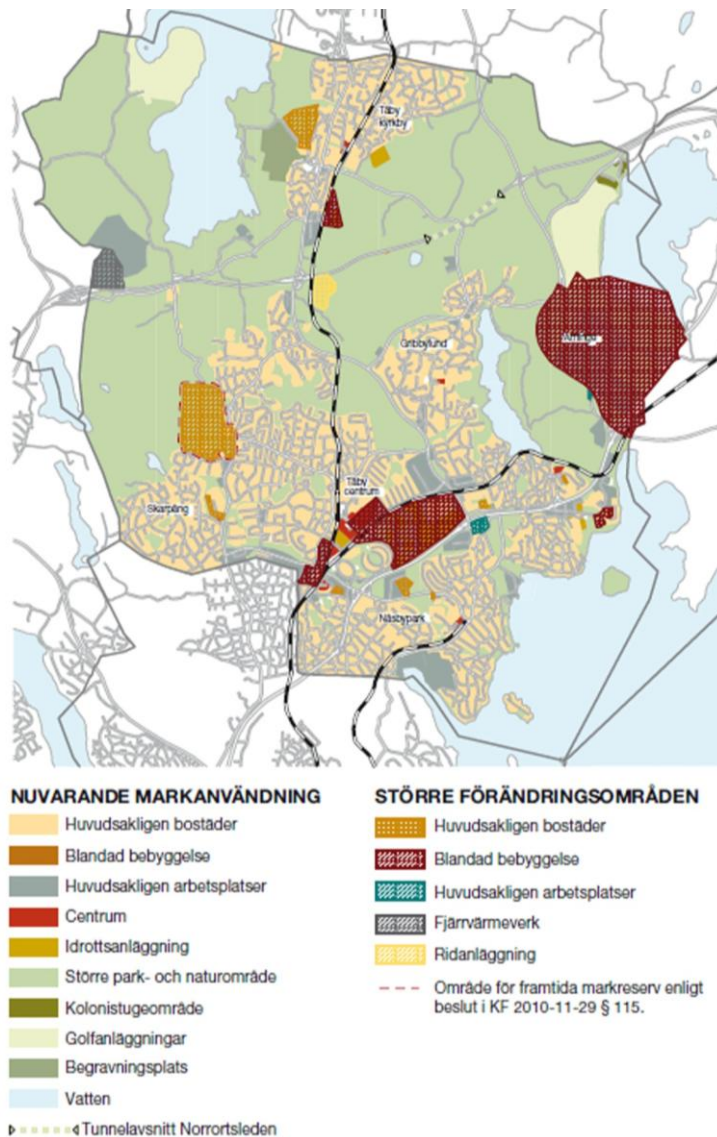 Täby
kyrkby
Arninge
Gribbylund
Täby
centrum
Skarpäng
Näsbypark
NUVARANDE MARKANVÄNDNING
Huvudsakligen bostäder
Blandad bebyggelse
Huvudsakligen arbetsplatser
Centrum
Idrottsanläggning
Större park- och naturområde
Kolonistugeområde
Golfanläggningar
Begravningsplats
Vatten
Tunnelavsnitt Norrortsleden
STÖRRE FÖRÄNDRINGSOMRÅDEN
Huvudsakligen bostäder
Blandad bebyggelse
Huvudsakligen arbetsplatser
Fjärrvärmeverk
Ridanläggning
Område för framtida markreserv enligt
beslut i KF 2010-11-29 § 115.